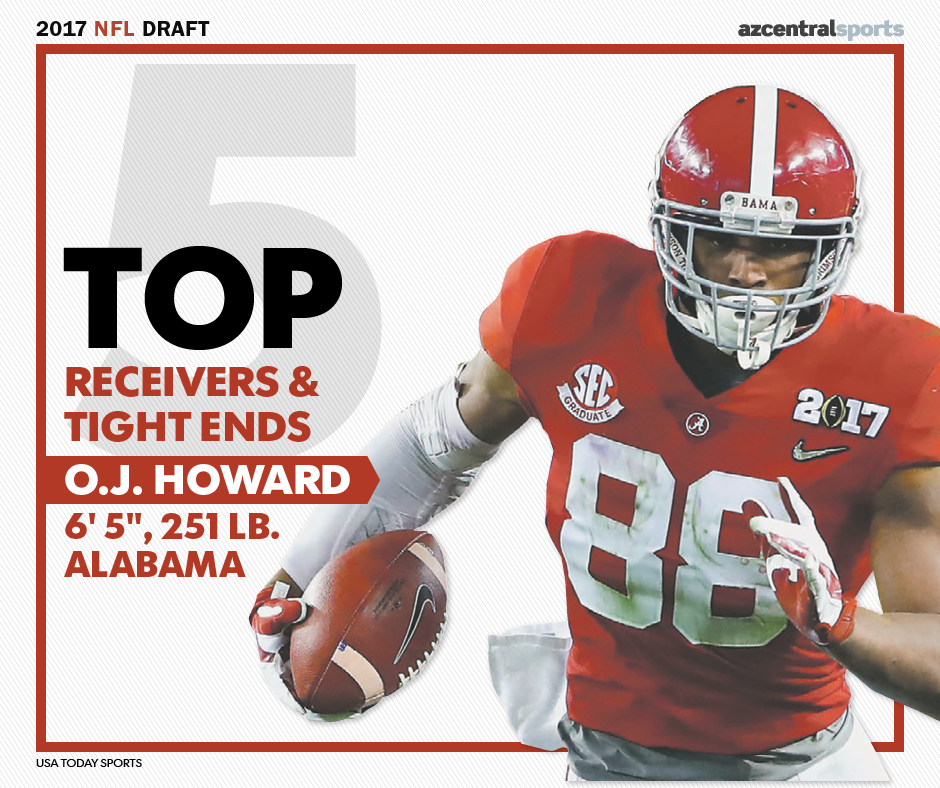 2017 NFL DRAFT
azcentralsports
5
TOP
RECEIVERS &
TIGHT ENDS
O.J. HOWARD
6' 5", 251 LB.
ALABAMA
BAMA
SEC
GRADUATE
A
2017
88
USA TODAY SPORTS